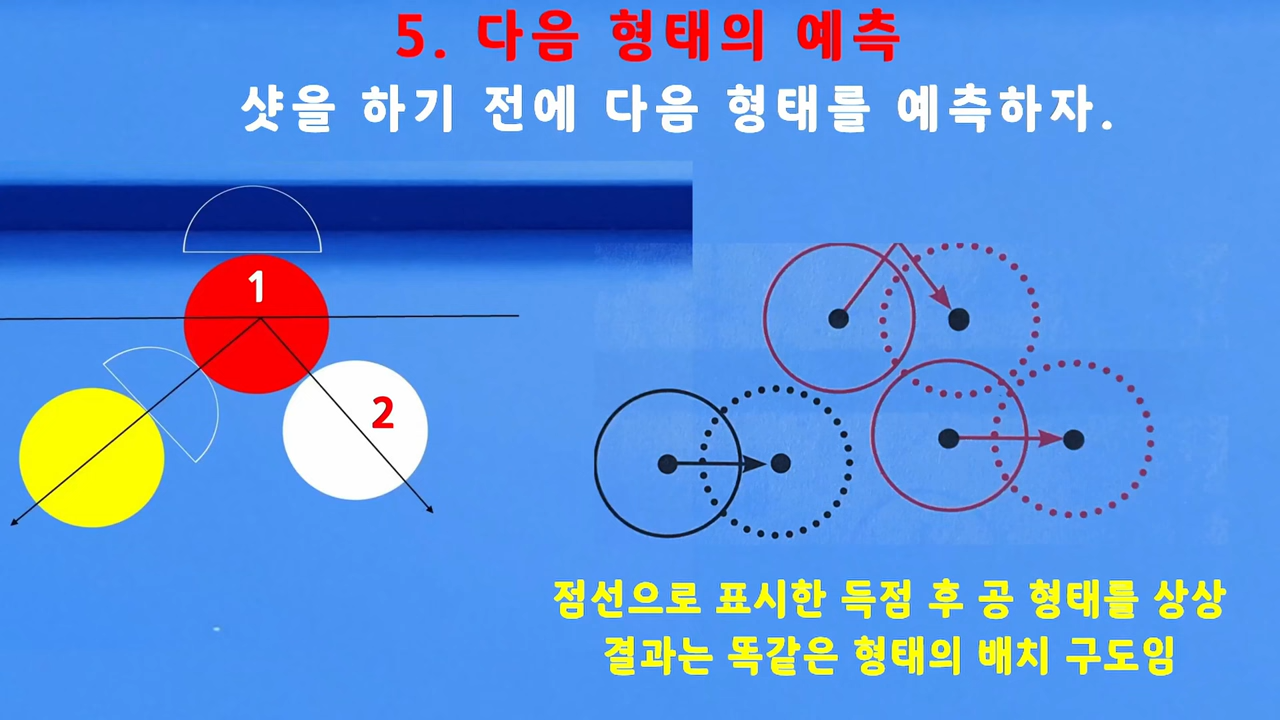 5. 다음 형태의 예측
샷을 하기 전에 다음 형태를 예측하자.
1
2
점선으로 표시한 득점 후 공 형태를 상상
결과는 똑같은 형태의 배치 구도임